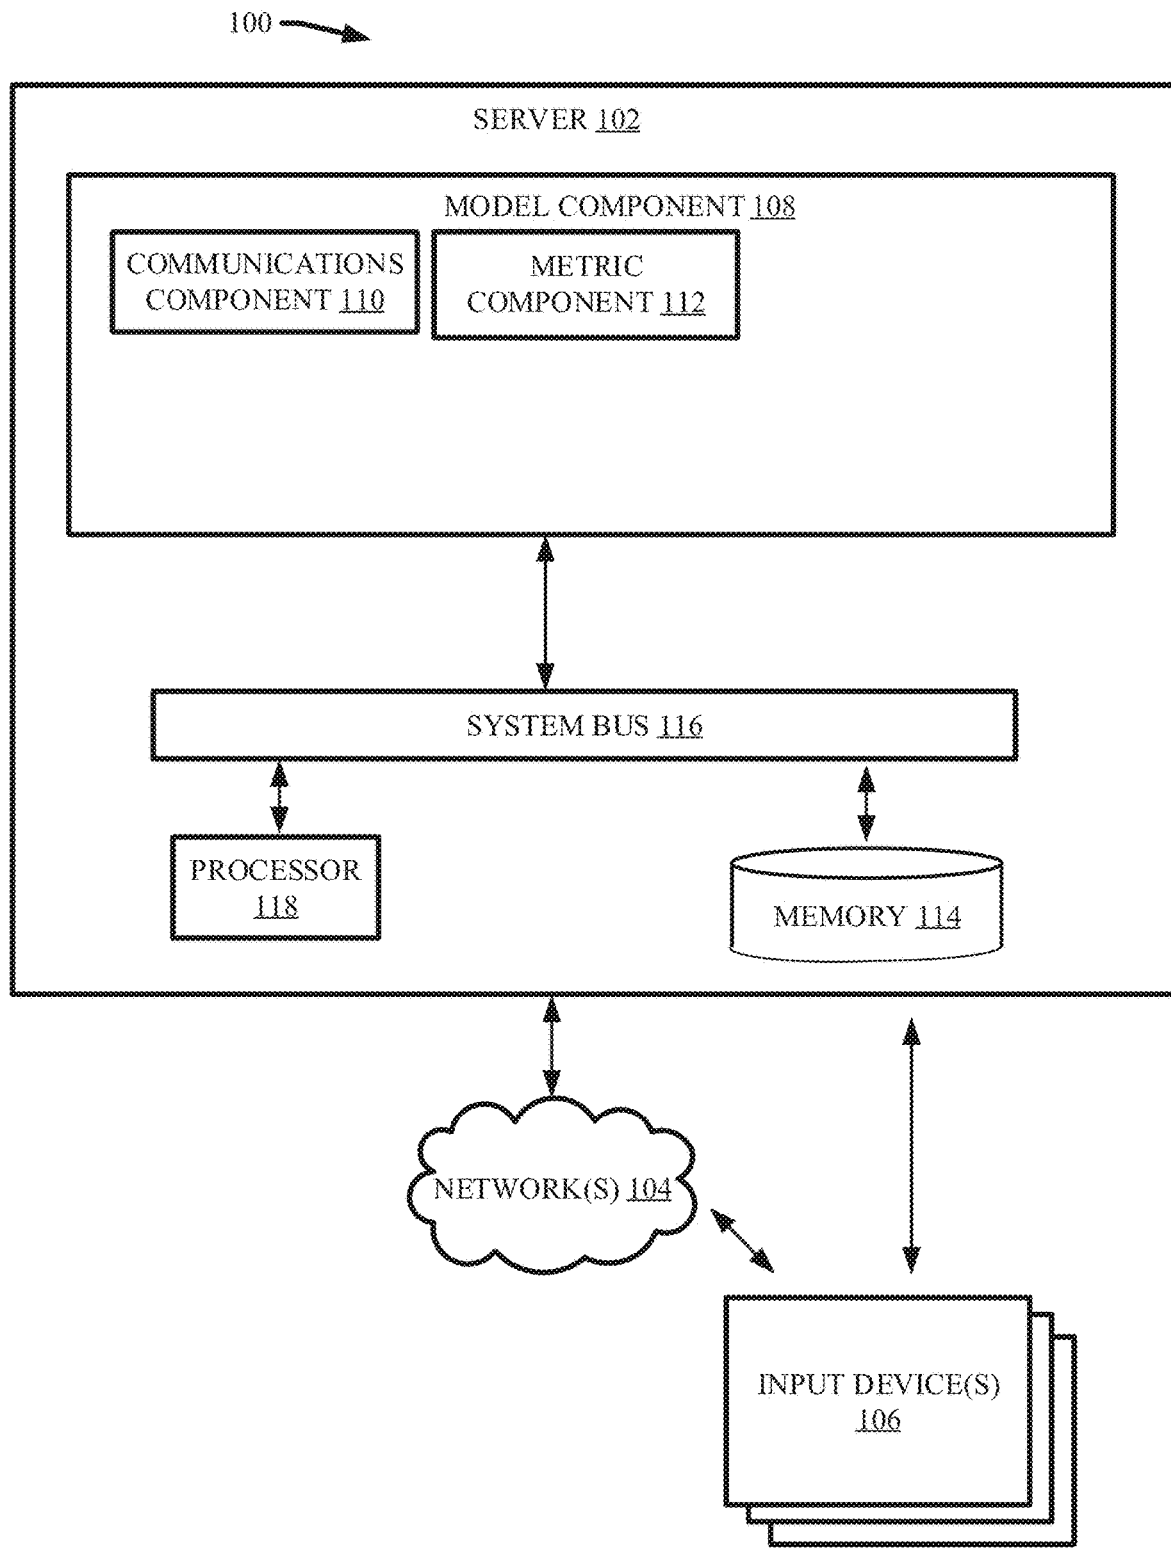 100
SERVER 102
MODEL COMPONENT 108
COMMUNICATIONS
COMPONENT 110
METRIC
COMPONENT 112
SYSTEM BUS 116
PROCESSOR
118
MEMORY 114
NETWORK(S) 104
INPUT DEVICE(S)
106